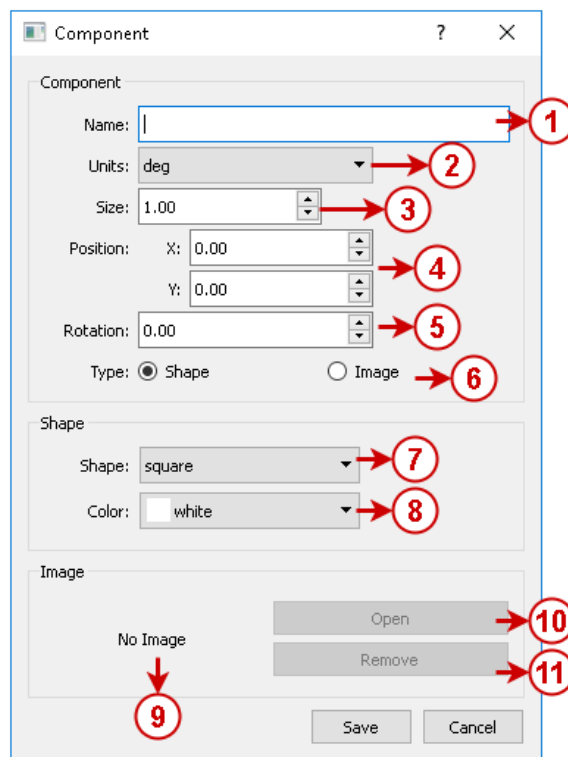 Component ?
Component
Name: 1
Units: deg 2
Size: 1.00 3
Position: X: 0.00
4
Y: 0.00
Rotation: 0.00 5
Type: Shape Image 6
Shape
Shape: square 7
Color: white 8
Image
Open 10
No Image
Remove 11
9
Save Cancel